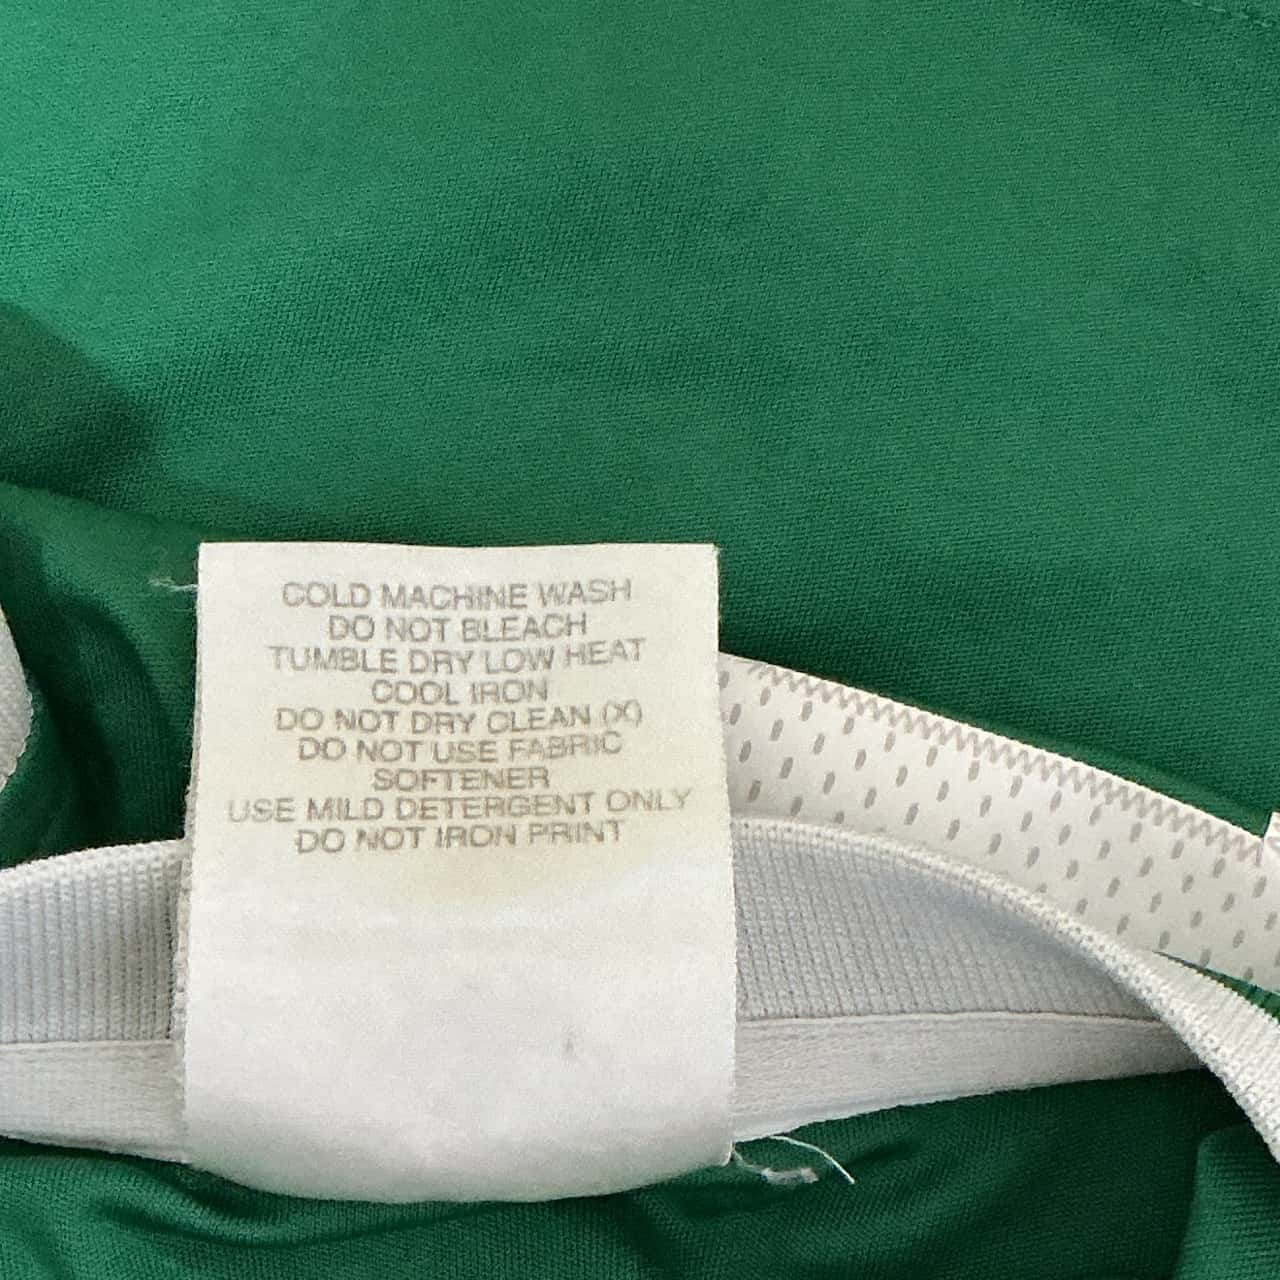 COLD MACHINE WASH
DO NOT BLEACH
TUMBLE DRY LOW HEAT
COOL IRON
DO NOT DRY CLEAN (X)
DO NOT USE FABRIC
SOFTENER
USE MILD DETERGENT ONLY
DO NOT IRON PRINT